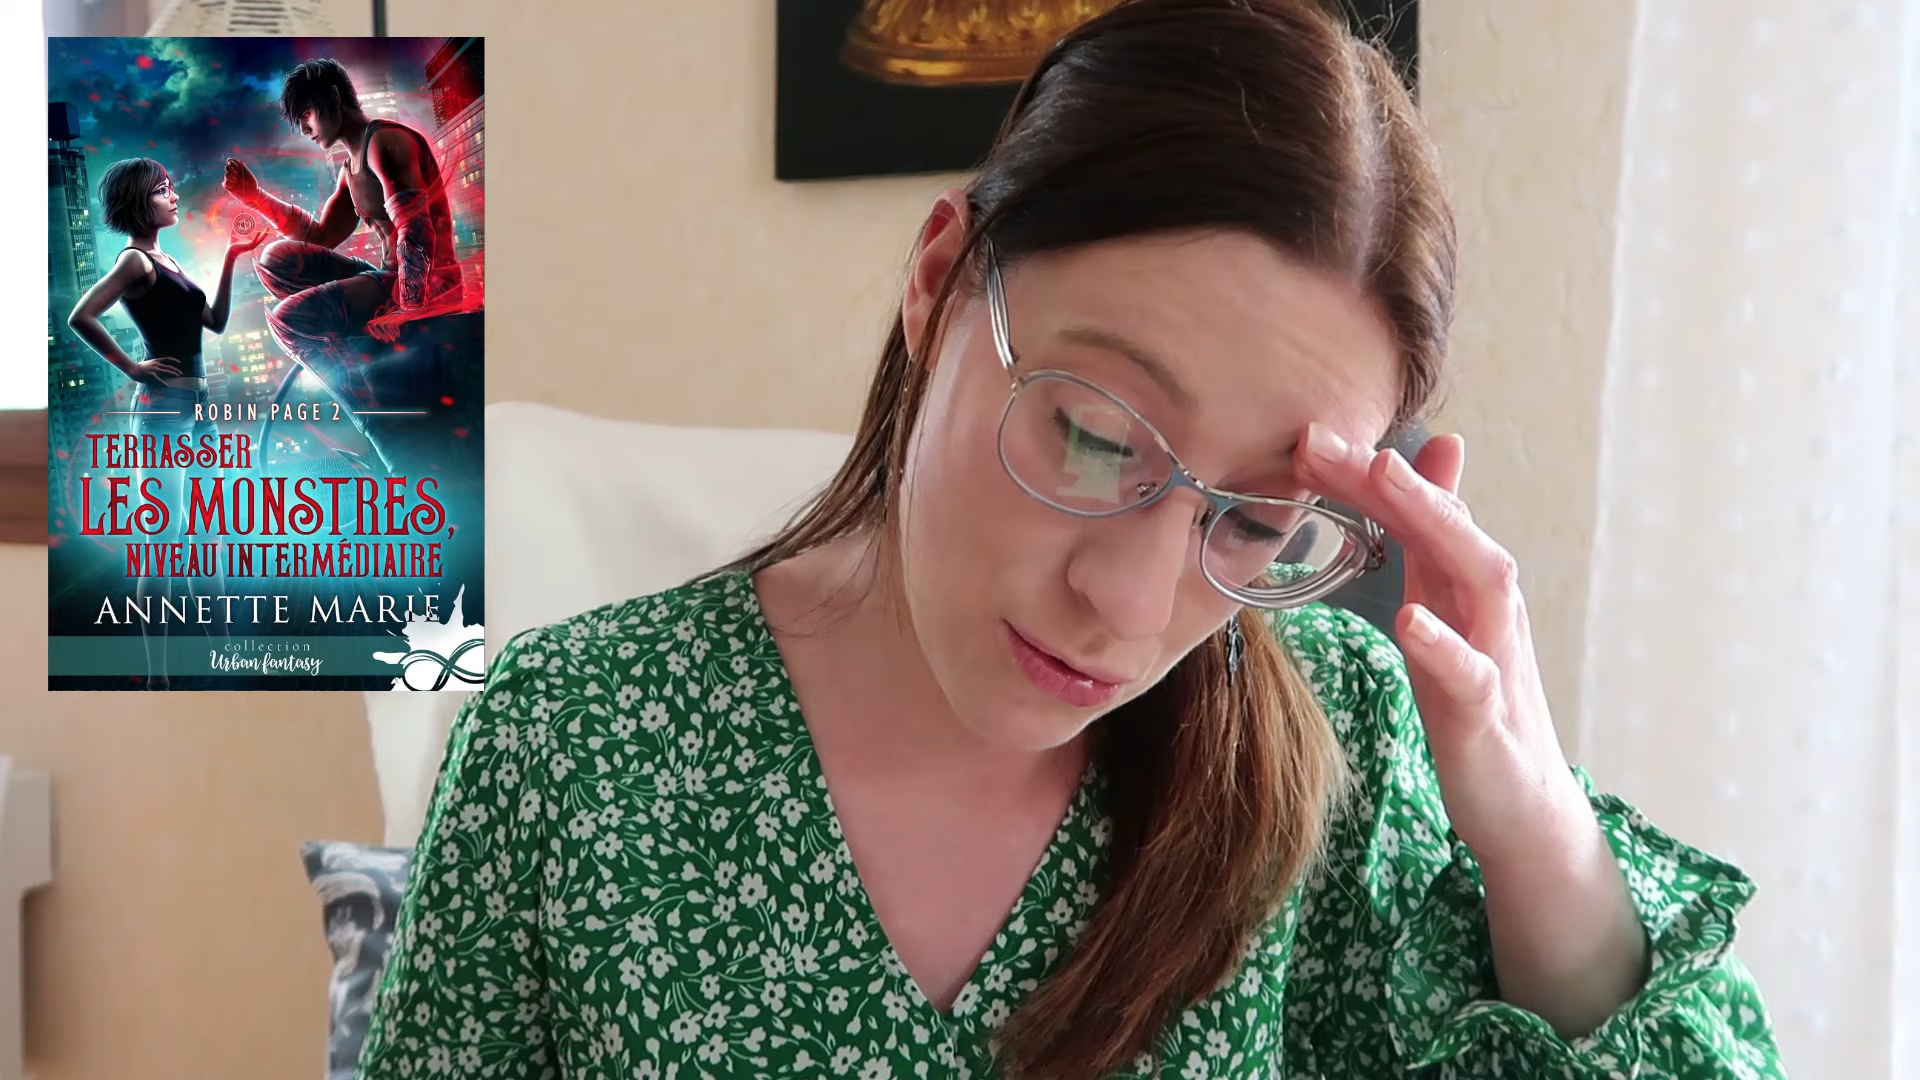 ROBIN PAGE 2
TERRASSER
LES MONSTRES,
NIVEAU INTERMÉDIAIRE
ANNETTE MARIE
collection
Urban fantasy